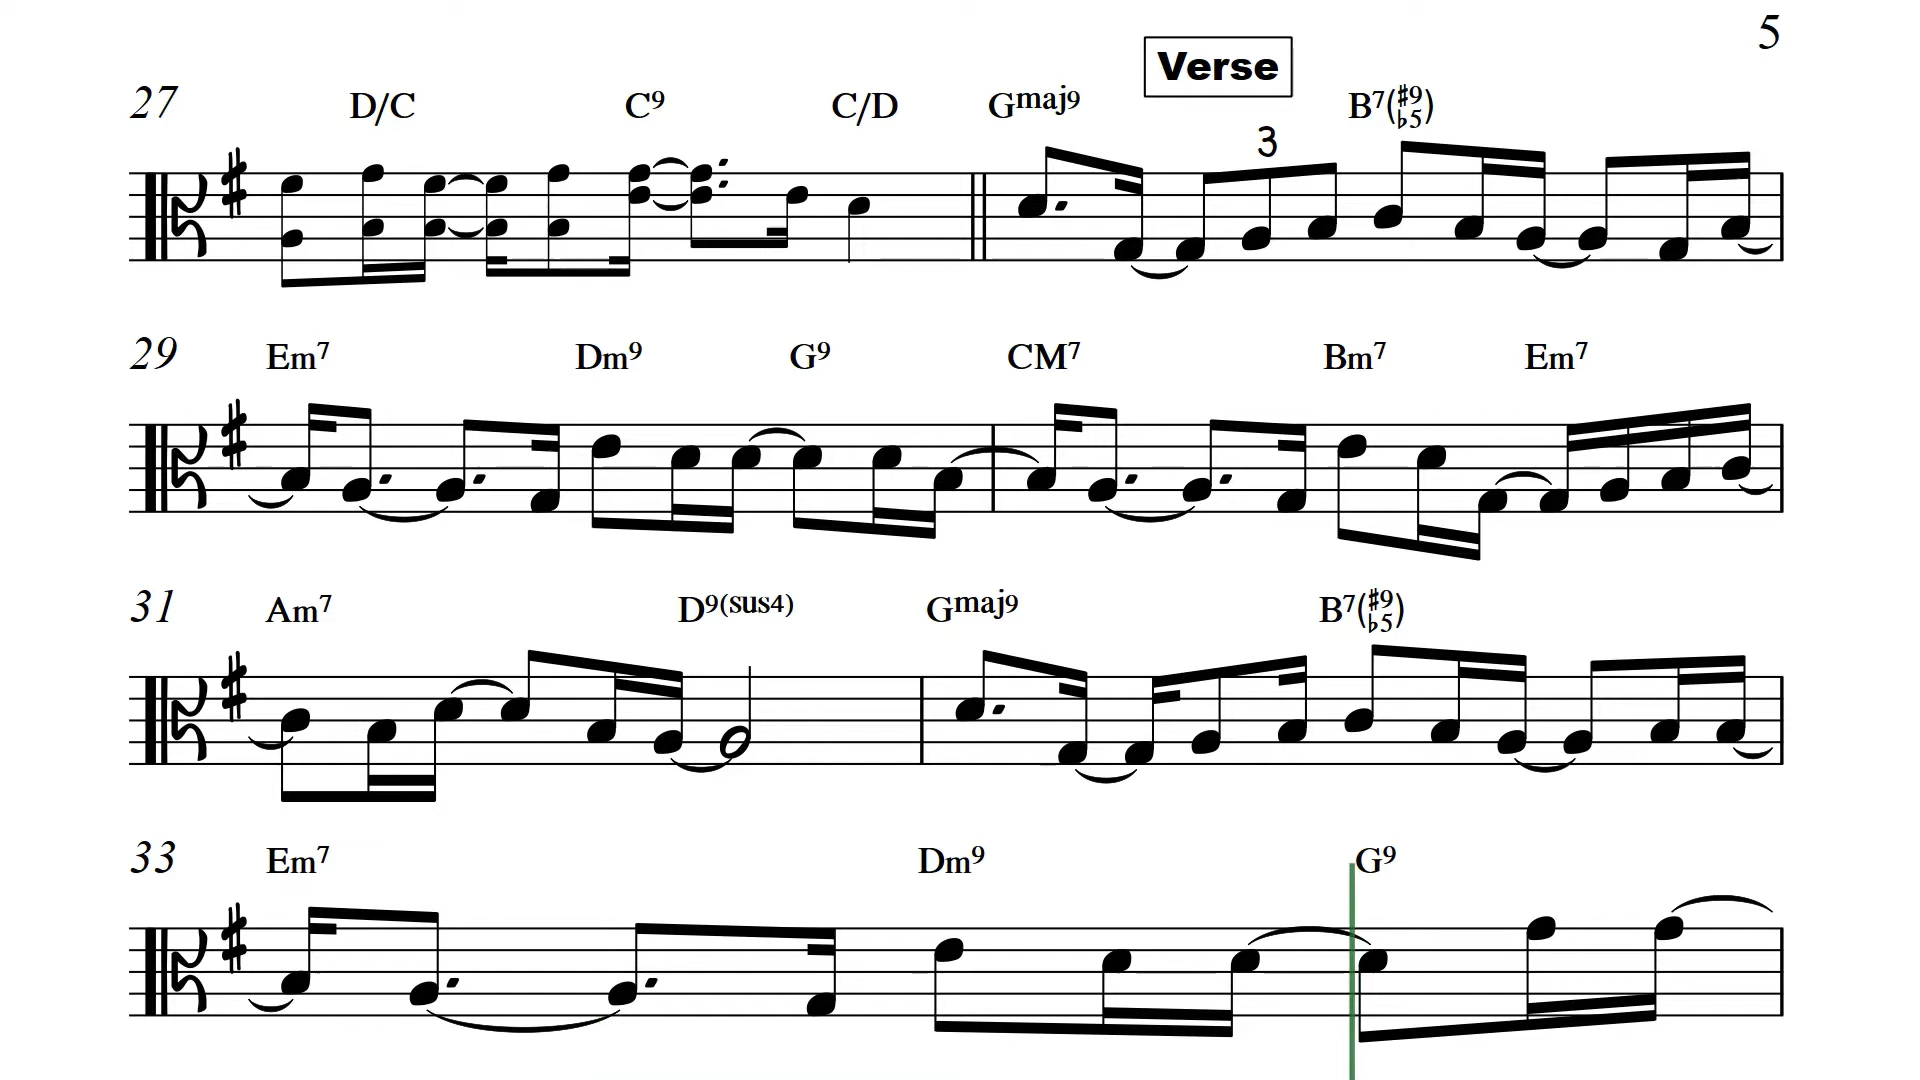 5
Verse
27 D/C C9 C/D Gmaj9 B7(♯9♭5)
3
29 Em7 Dm9 G9 CM7 Bm7 Em7
31 Am7 D9(sus4) Gmaj9 B7(♯9♭5)
33 Em7 Dm9 G9